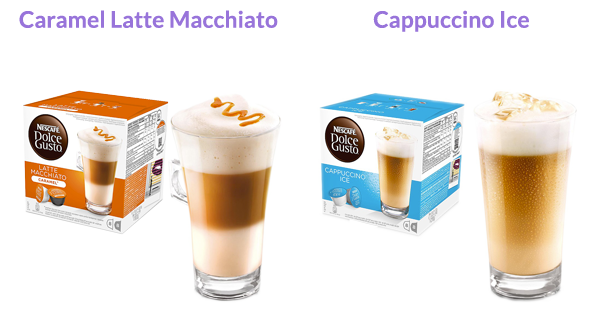 Caramel Latte Macchiato
Cappuccino Ice
NESCAFÉ
Dolce
Gusto
LATTE
MACCHIATO
CARAMEL
NESCAFÉ
Dolce
Gusto
CAPPUCCINO
ICE